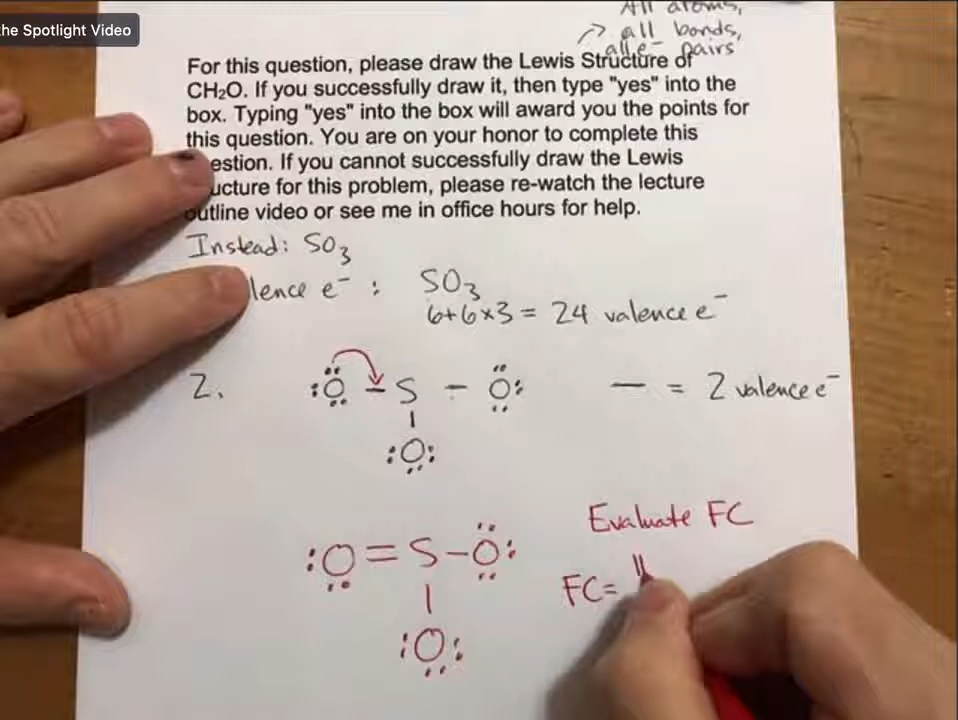 the Spotlight Video
All atoms,
all bonds,
all e⁻ pairs
For this question, please draw the Lewis Structure of
CH₂O. If you successfully draw it, then type "yes" into the
box. Typing "yes" into the box will award you the points for
this question. You are on your honor to complete this
estion. If you cannot successfully draw the Lewis
ucture for this problem, please re-watch the lecture
outline video or see me in office hours for help.
Instead: SO₃
lence e⁻ : SO₃
6+6×3 = 24 valence e⁻
2. :O - S - O: — = 2 valence e⁻
:O:
Evaluate FC
:O = S - O:
FC=
:O: